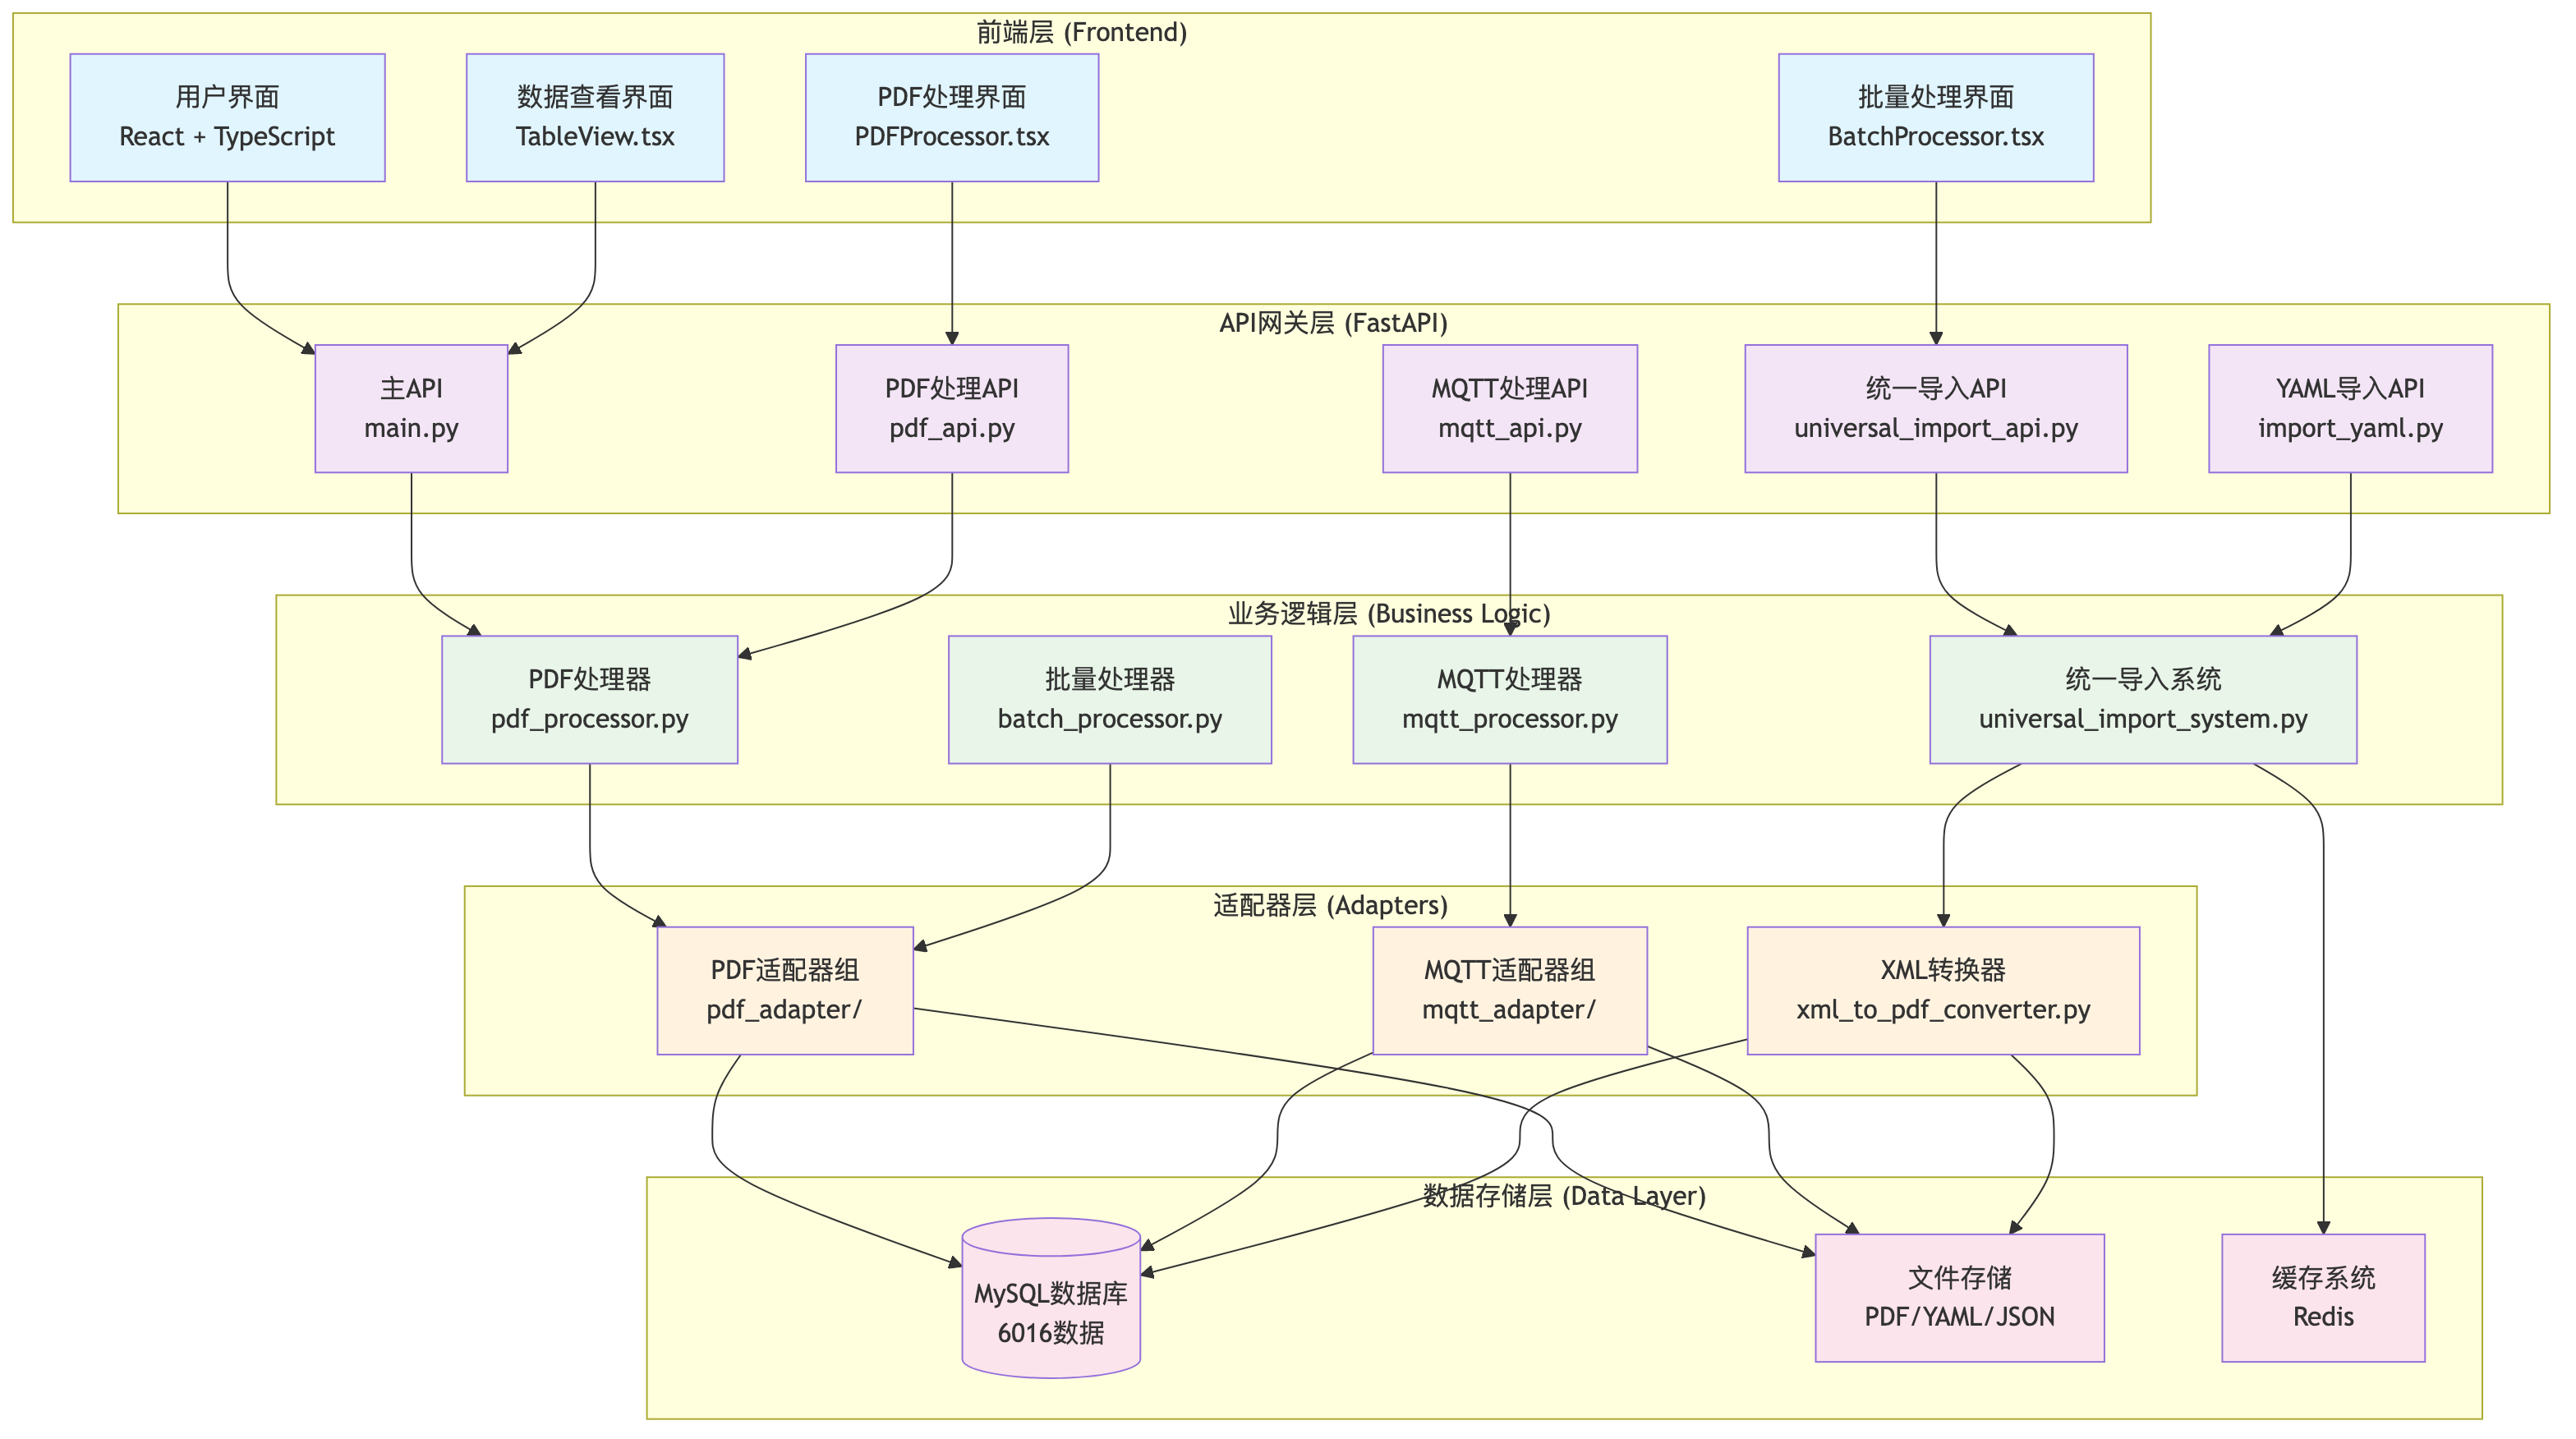 前端层 (Frontend)
用户界面
React + TypeScript
数据查看界面
TableView.tsx
PDF处理界面
PDFProcessor.tsx
批量处理界面
BatchProcessor.tsx
API网关层 (FastAPI)
主API
main.py
PDF处理API
pdf_api.py
MQTT处理API
mqtt_api.py
统一导入API
universal_import_api.py
YAML导入API
import_yaml.py
业务逻辑层 (Business Logic)
PDF处理器
pdf_processor.py
批量处理器
batch_processor.py
MQTT处理器
mqtt_processor.py
统一导入系统
universal_import_system.py
适配器层 (Adapters)
PDF适配器组
pdf_adapter/
MQTT适配器组
mqtt_adapter/
XML转换器
xml_to_pdf_converter.py
数据存储层 (Data Layer)
MySQL数据库
6016数据
文件存储
PDF/YAML/JSON
缓存系统
Redis